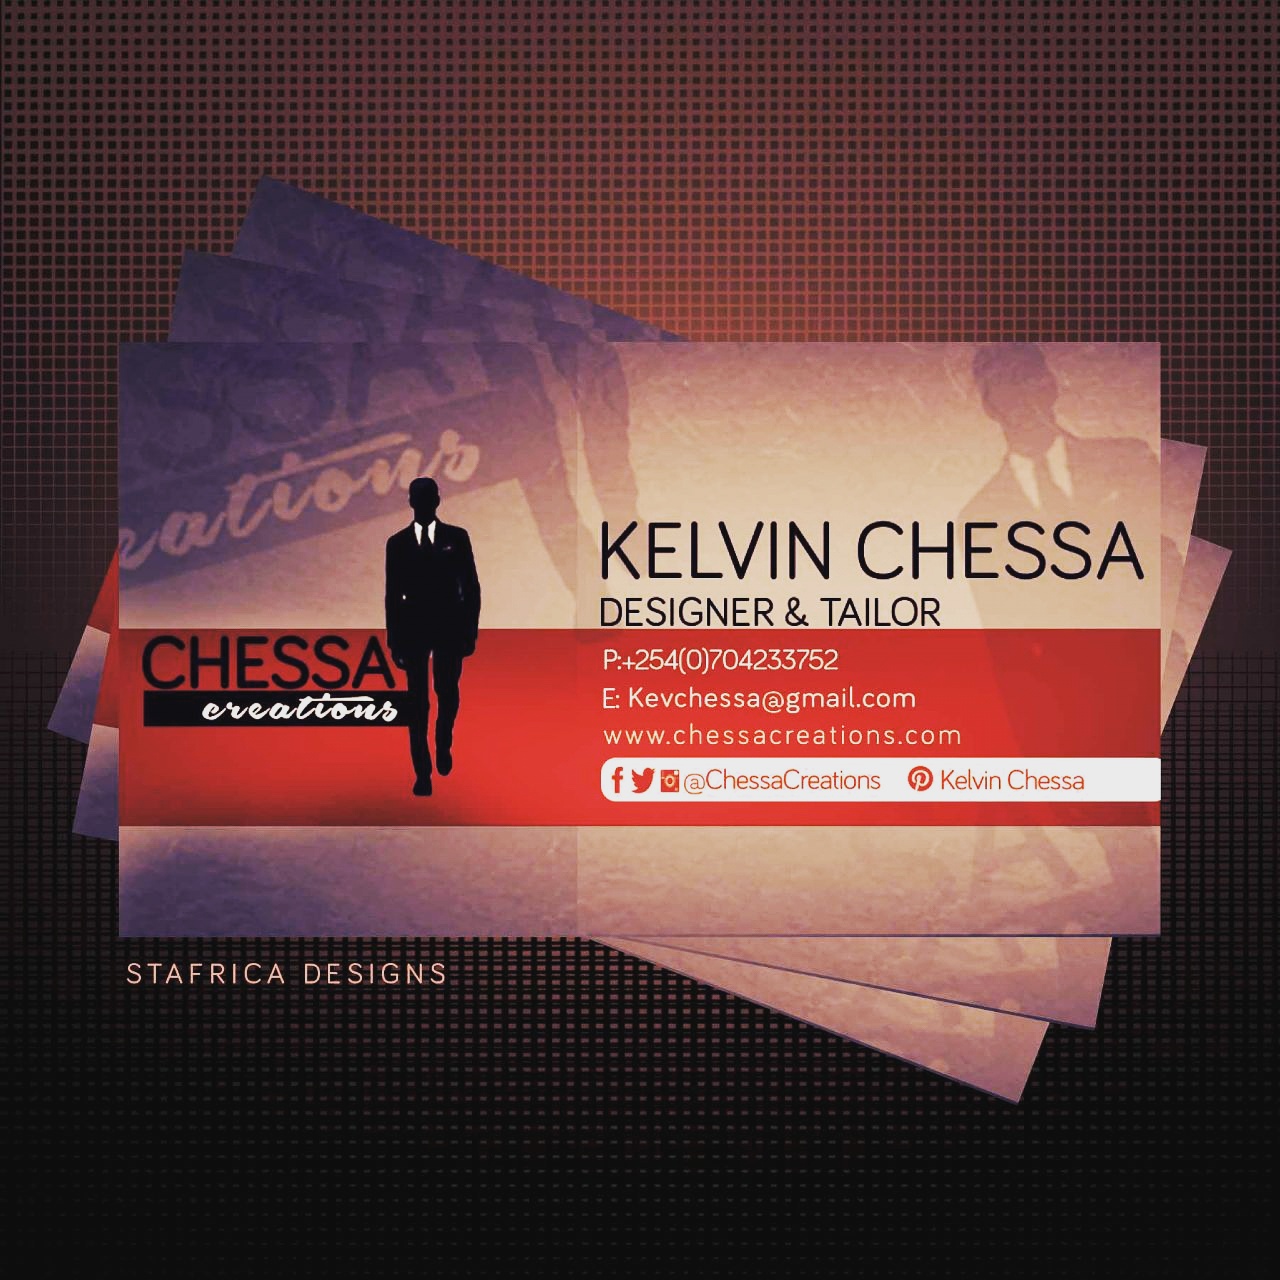 eations
CHESSA
creations
KELVIN CHESSA
DESIGNER & TAILOR
P:+254(0)704233752
E: Kevchessa@gmail.com
www.chessacreations.com
@ChessaCreations Kelvin Chessa
STAFRICA DESIGNS